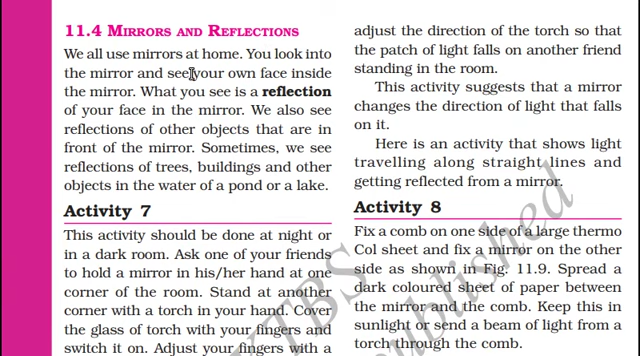 11.4 MIRRORS AND REFLECTIONS
We all use mirrors at home. You look into
the mirror and see your own face inside
the mirror. What you see is a reflection
of your face in the mirror. We also see
reflections of other objects that are in
front of the mirror. Sometimes, we see
reflections of trees, buildings and other
objects in the water of a pond or a lake.
Activity 7
This activity should be done at night or
in a dark room. Ask one of your friends
to hold a mirror in his/her hand at one
corner of the room. Stand at another
corner with a torch in your hand. Cover
the glass of torch with your fingers and
switch it on. Adjust your fingers with a
adjust the direction of the torch so that
the patch of light falls on another friend
standing in the room.
This activity suggests that a mirror
changes the direction of light that falls
on it.
Here is an activity that shows light
travelling along straight lines and
getting reflected from a mirror.
Activity 8
Fix a comb on one side of a large thermo
Col sheet and fix a mirror on the other
side as shown in Fig. 11.9. Spread a
dark coloured sheet of paper between
the mirror and the comb. Keep this in
sunlight or send a beam of light from a
torch through the comb.
KTBS
published